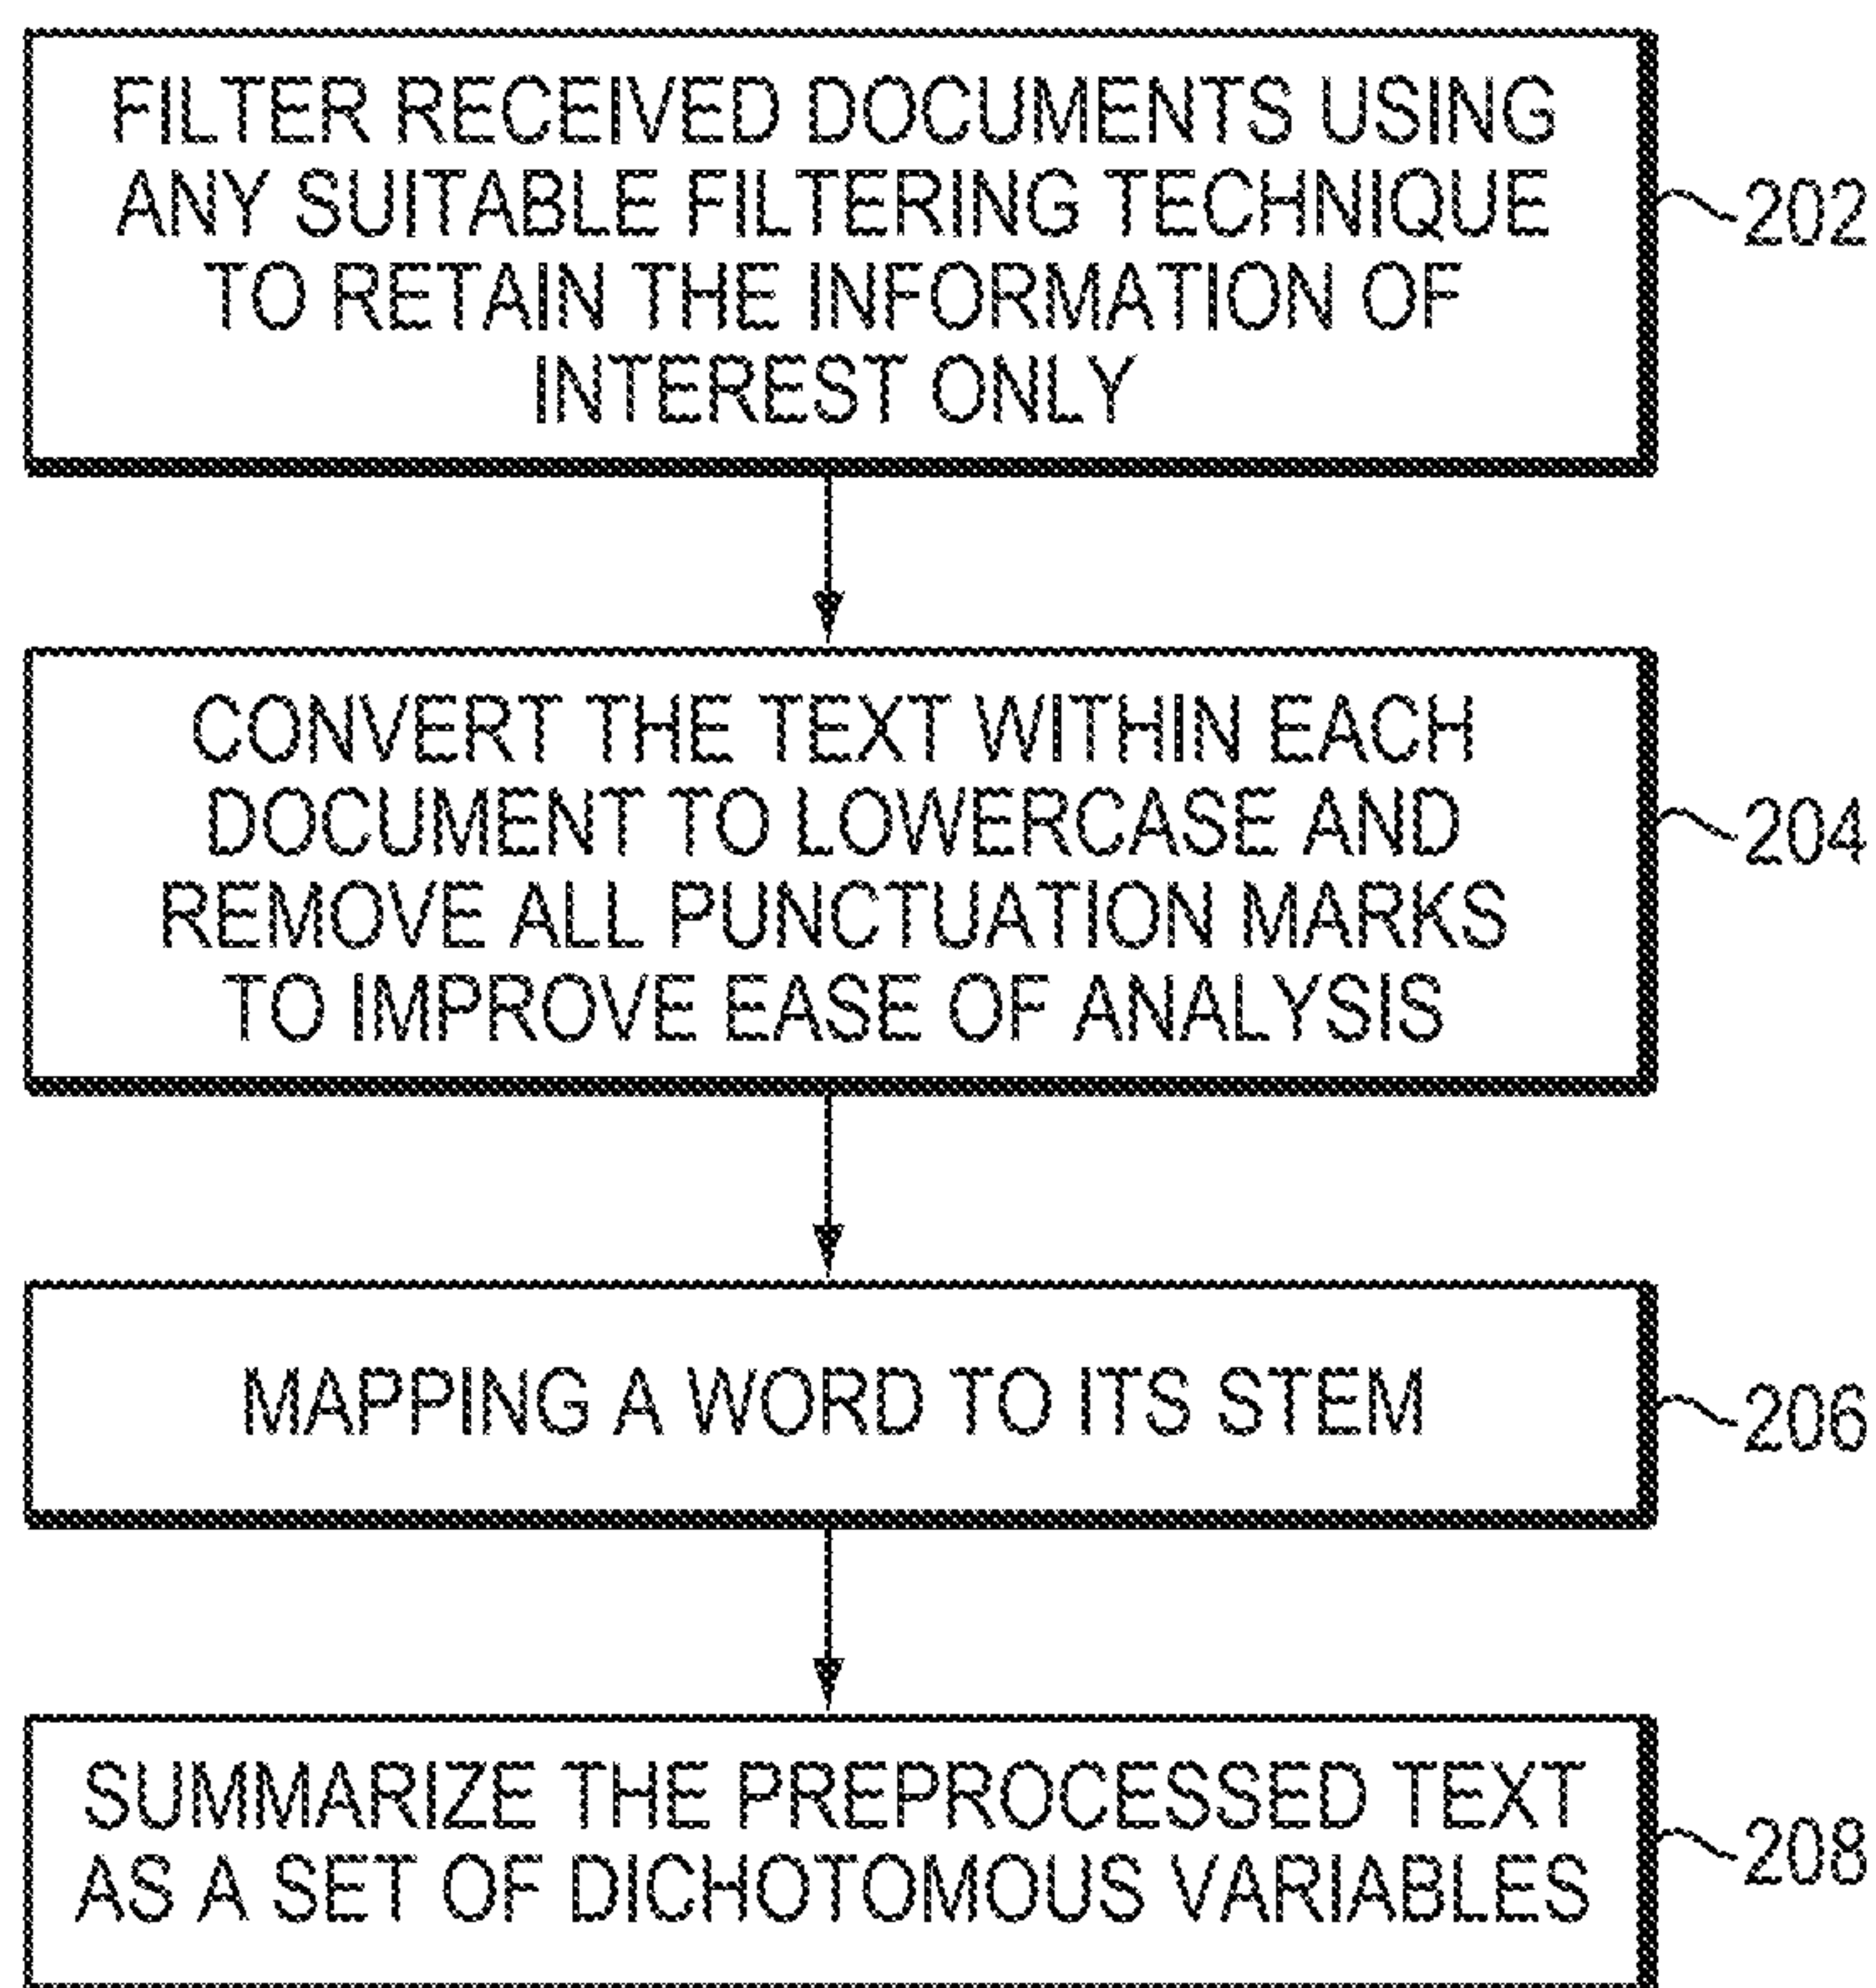 FILTER RECEIVED DOCUMENTS USING
ANY SUITABLE FILTERING TECHNIQUE
TO RETAIN THE INFORMATION OF
INTEREST ONLY
202
CONVERT THE TEXT WITHIN EACH
DOCUMENT TO LOWERCASE AND
REMOVE ALL PUNCTUATION MARKS
TO IMPROVE EASE OF ANALYSIS
204
MAPPING A WORD TO ITS STEM
206
SUMMARIZE THE PREPROCESSED TEXT
AS A SET OF DICHOTOMOUS VARIABLES
208